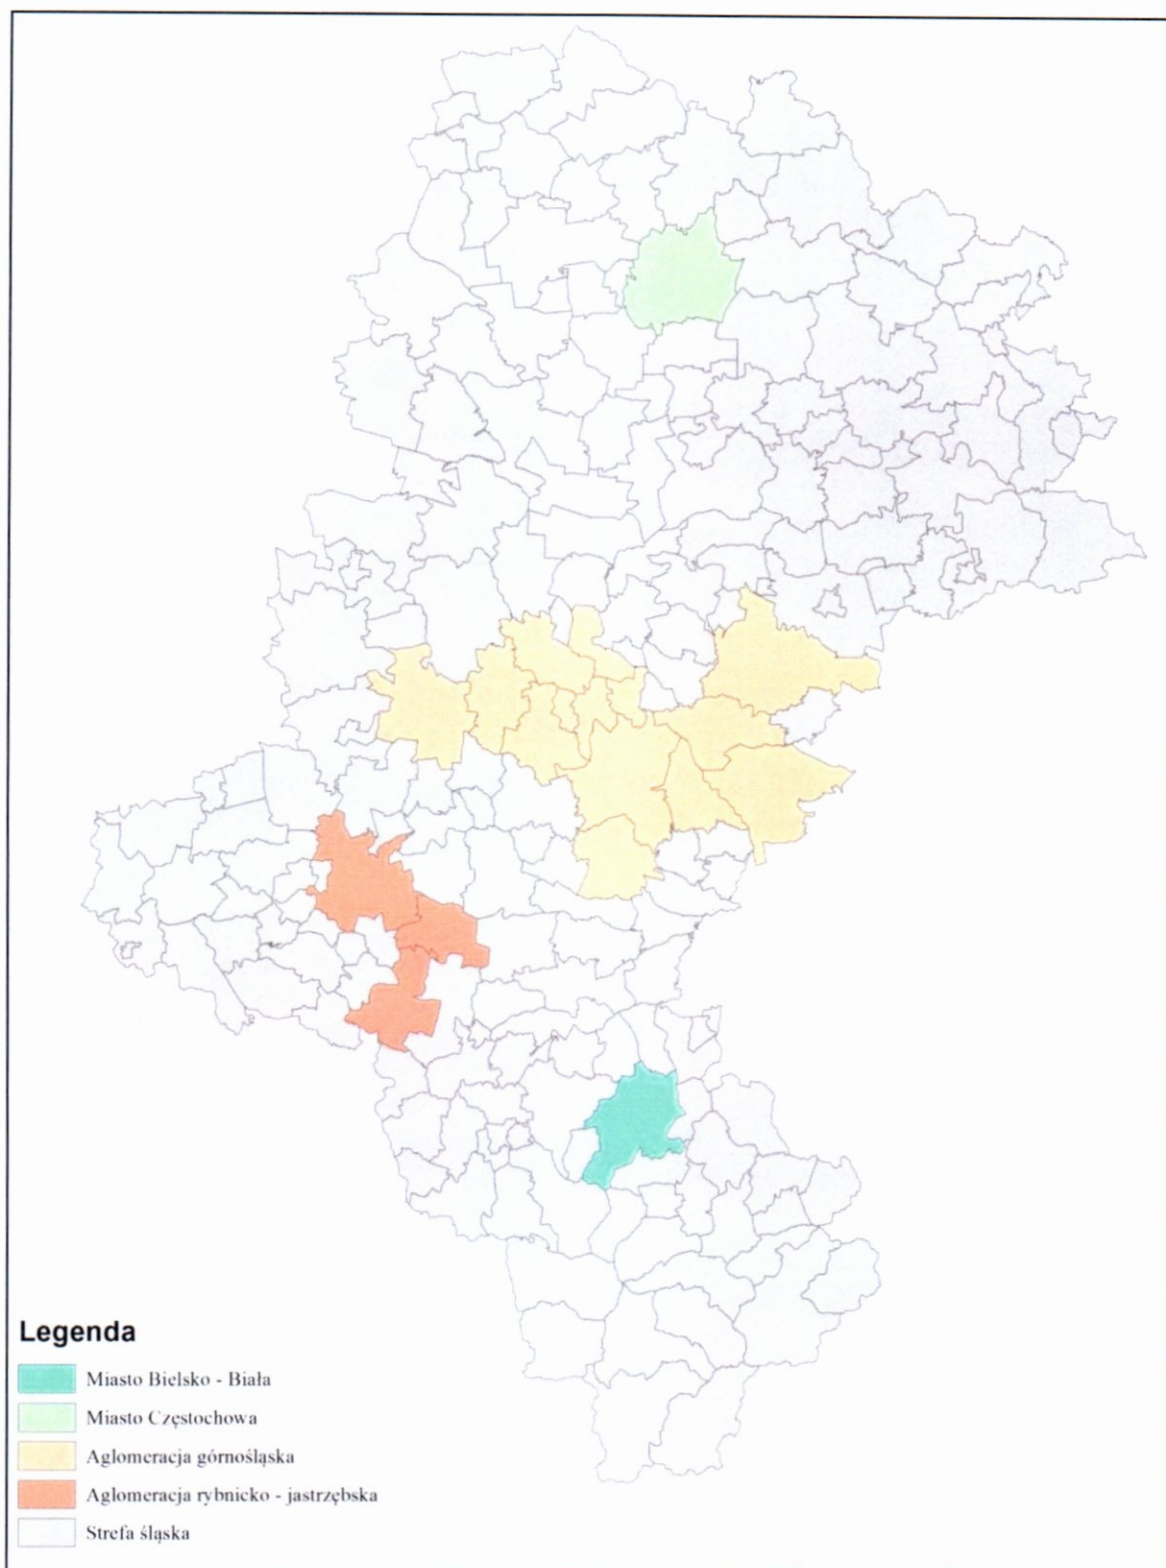 Legenda
Miasto Bielsko - Biała
Miasto Częstochowa
Aglomeracja górnośląska
Aglomeracja rybnicko - jastrzębska
Strefa śląska